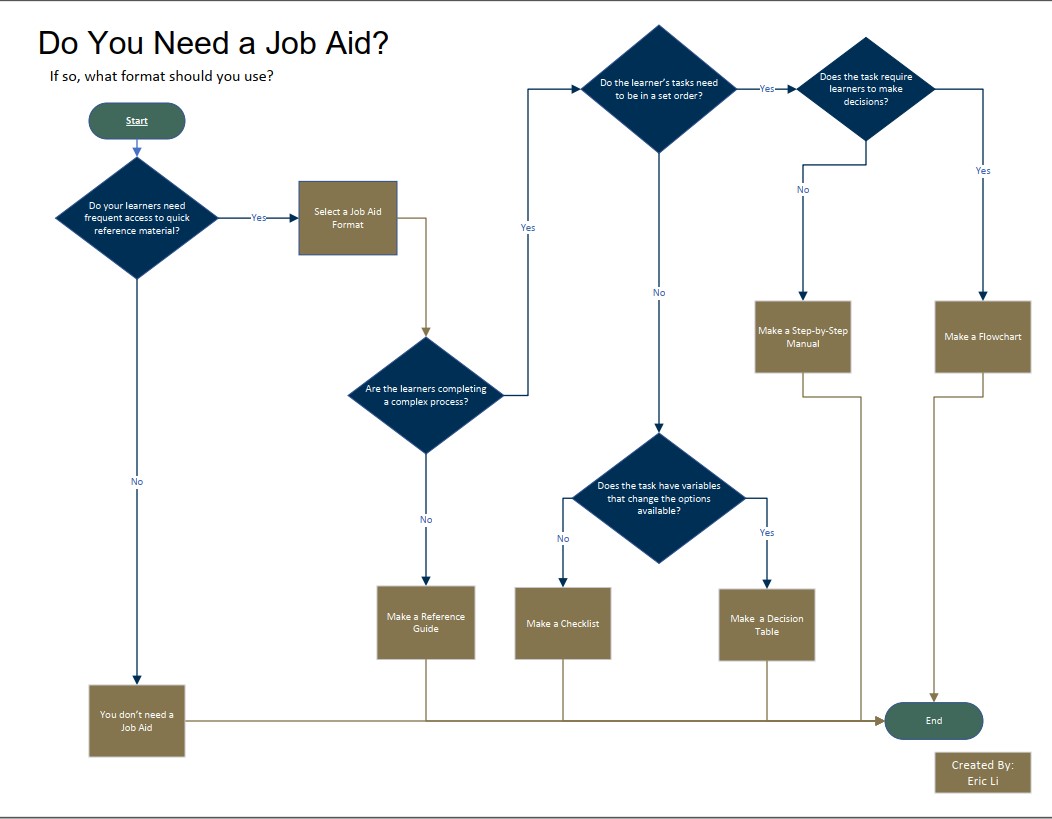 Do You Need a Job Aid?
If so, what format should you use?
Start
Do your learners need
frequent access to quick
reference material?
Yes
Select a Job Aid
Format
No
Are the learners completing
a complex process?
Yes
No
Do the learner's tasks need
to be in a set order?
Yes
Does the task require
learners to make
decisions?
No
Yes
No
Make a Step-by-Step
Manual
Make a Flowchart
Does the task have variables
that change the options
available?
No
Yes
Make a Reference
Guide
Make a Checklist
Make  a Decision
Table
You don't need a
Job Aid
End
Created By:
Eric Li